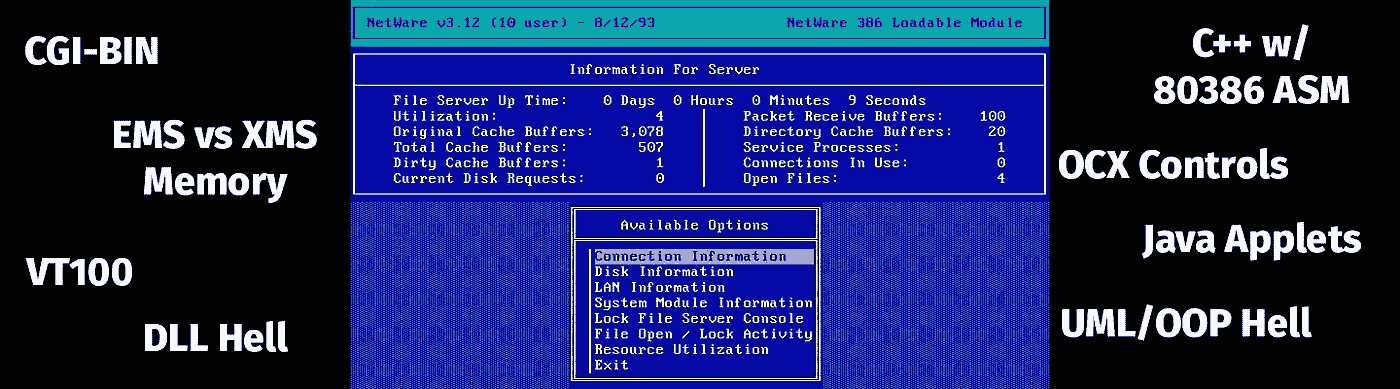 CGI-BIN
EMS vs XMS
Memory
VT100
DLL Hell
NetWare v3.12 (10 user) - 8/12/93 NetWare 386 Loadable Module
Information For Server
File Server Up Time: 0 Days 0 Hours 0 Minutes 9 Seconds
Utilization: 4 Packet Receive Buffers: 100
Original Cache Buffers: 3,078 Directory Cache Buffers: 20
Total Cache Buffers: 507 Service Processes: 1
Dirty Cache Buffers: 1 Connections In Use: 0
Current Disk Requests: 0 Open Files: 4
Available Options
Connection Information
Disk Information
LAN Information
System Module Information
Lock File Server Console
File Open / Lock Activity
Resource Utilization
Exit
C++ w/
80386 ASM
OCX Controls
Java Applets
UML/OOP Hell